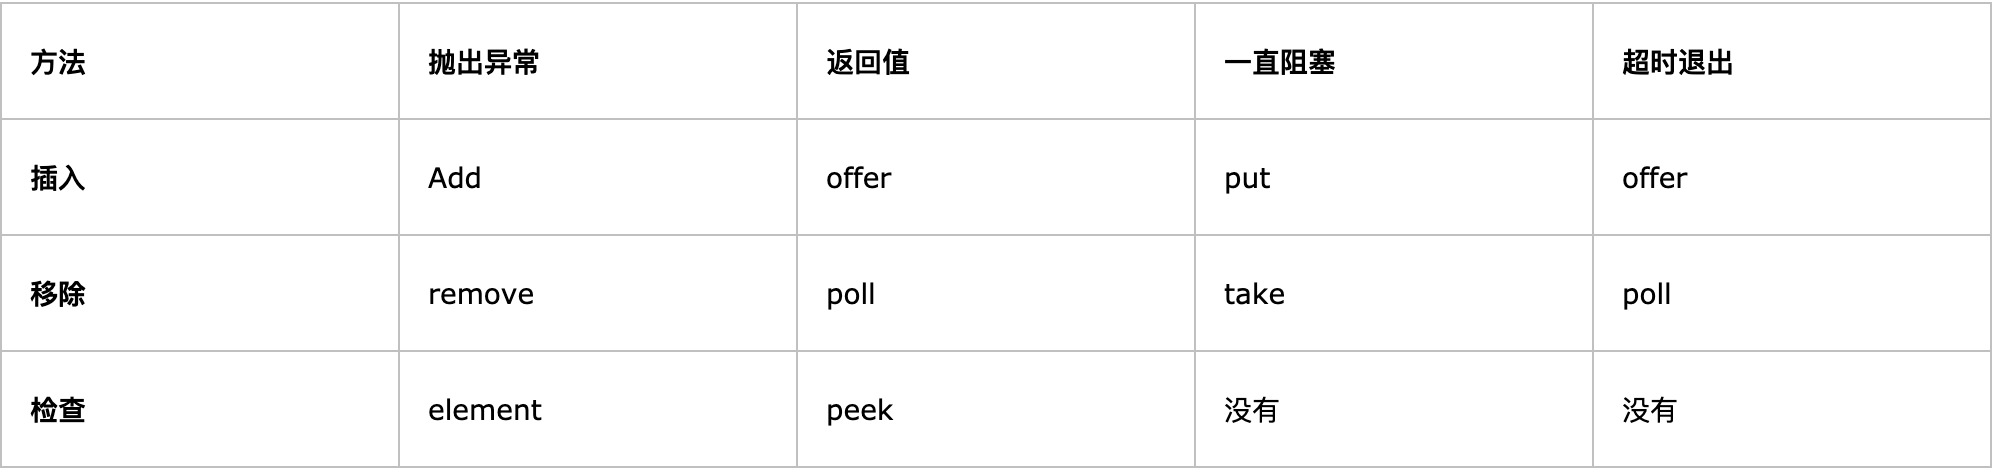 方法 抛出异常 返回值 一直阻塞 超时退出
插入 Add offer put offer
移除 remove poll take poll
检查 element peek 没有 没有